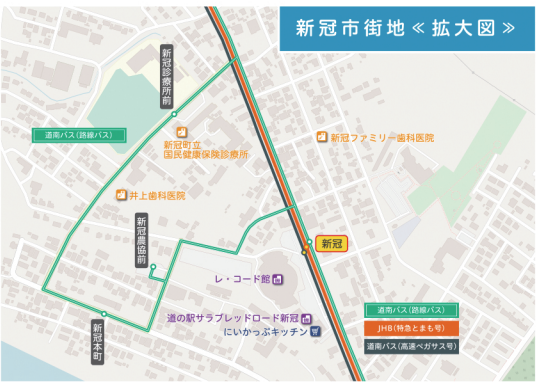 新冠市街地≪拡大図≫
新冠診療所前
道南バス(路線バス)
新冠町立
国民健康保険診療所
新冠ファミリー歯科医院
井上歯科医院
新冠農協前
新冠
レ・コード館
道の駅サラブレッドロード新冠
にいかっぷキッチン
新冠本町
道南バス(路線バス)
JHB(特急とまも号)
道南バス(高速ペガサス号)